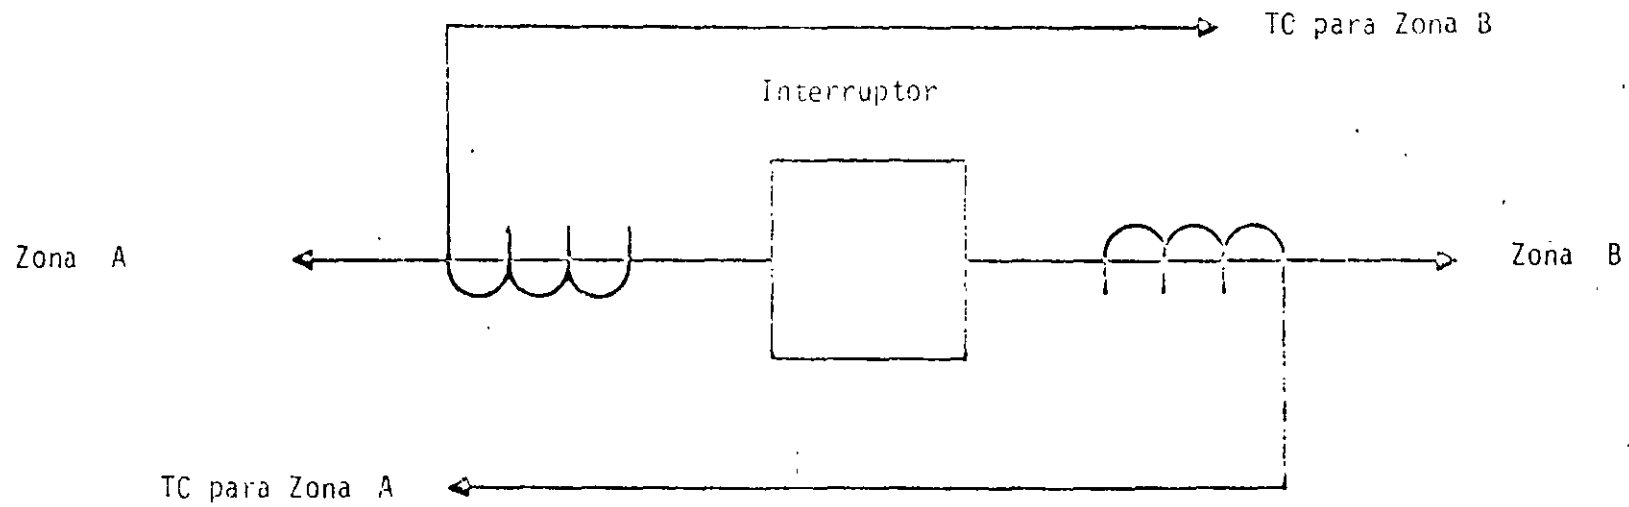 TC para Zona B
Interruptor
Zona A
Zona B
TC para Zona A